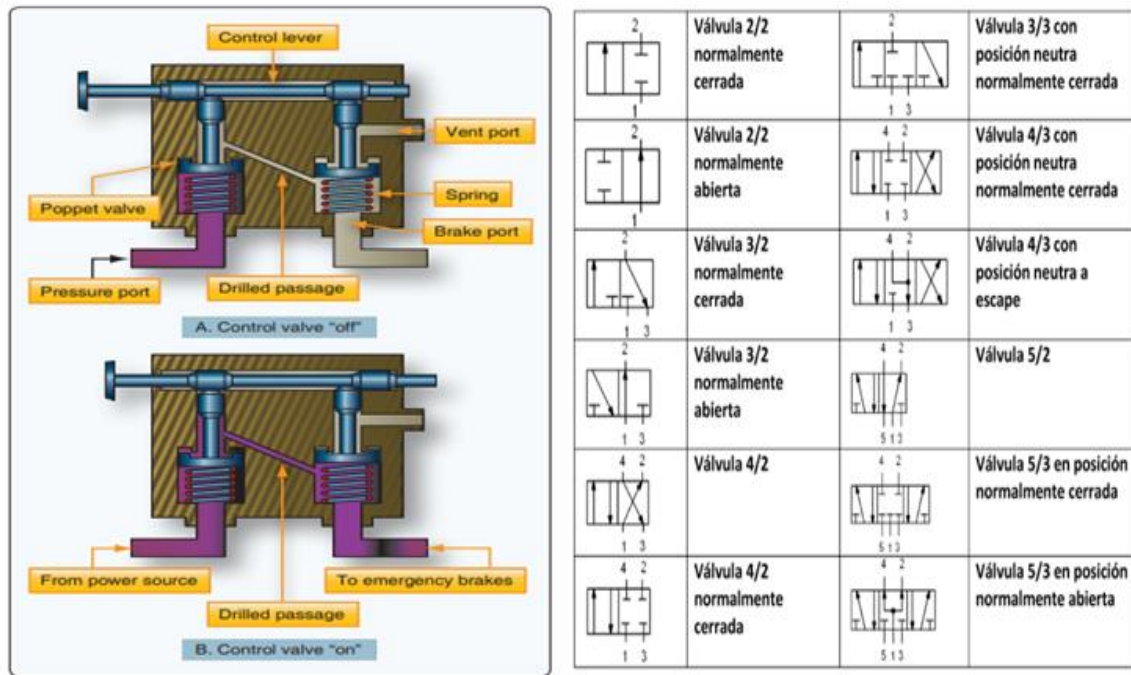 Control lever
Vent port
Poppet valve
Spring
Brake port
Pressure port
Drilled passage
A. Control valve "off"
From power source
To emergency brakes
Drilled passage
B. Control valve "on"
2
1
Válvula 2/2
normalmente
cerrada
2
1 3
Válvula 3/3 con
posición neutra
normalmente cerrada
2
1
Válvula 2/2
normalmente
abierta
4 2
1 3
Válvula 4/3 con
posición neutra
normalmente cerrada
2
1 3
Válvula 3/2
normalmente
cerrada
4 2
1 3
Válvula 4/3 con
posición neutra a
escape
2
1 3
Válvula 3/2
normalmente
abierta
4 2
5 1 3
Válvula 5/2
4 2
1 3
Válvula 4/2
4 2
5 1 3
Válvula 5/3 en posición
normalmente cerrada
4 2
1 3
Válvula 4/2
normalmente
cerrada
4 2
5 1 3
Válvula 5/3 en posición
normalmente abierta